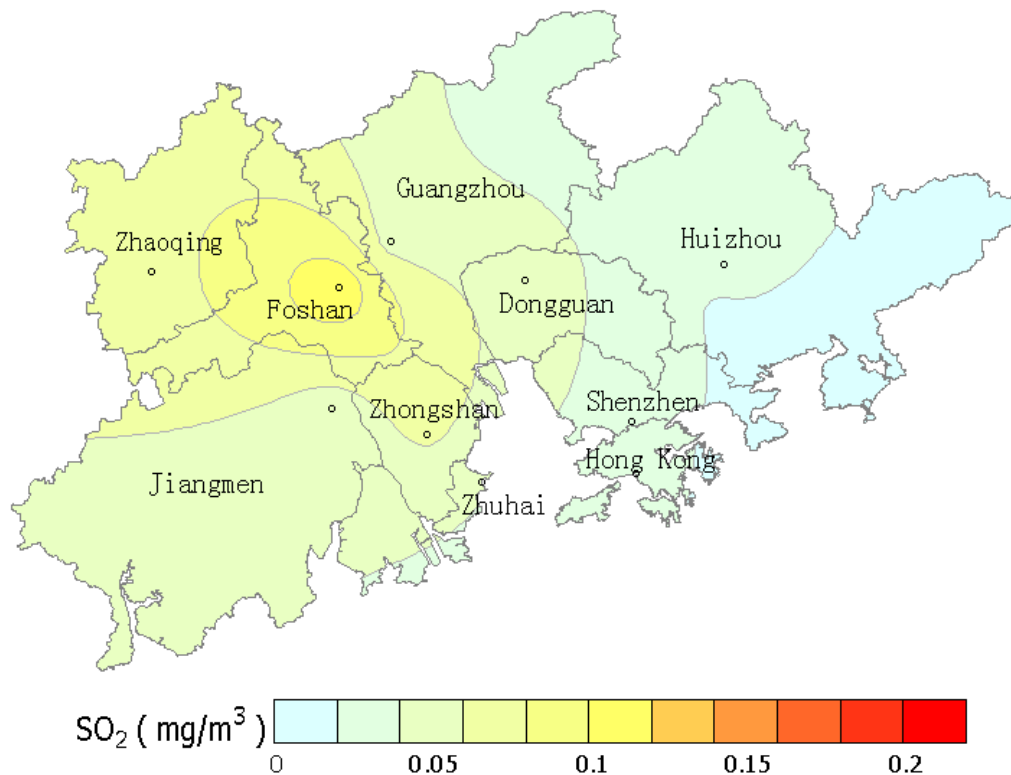 Guangzhou
Zhaoqing
Huizhou
Foshan
Dongguan
Zhongshan
Shenzhen
Hong Kong
Jiangmen
Zhuhai
SO₂ ( mg/m³ )
0 0.05 0.1 0.15 0.2